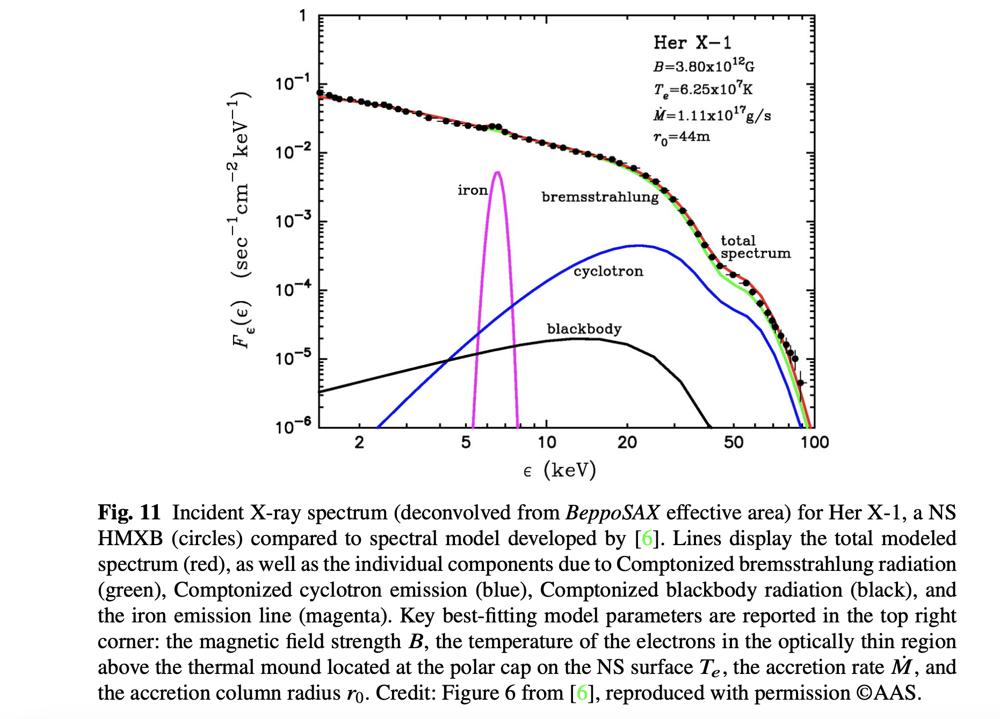 1
10⁻¹
10⁻²
10⁻³
10⁻⁴
10⁻⁵
10⁻⁶
F_ϵ(ϵ) (sec⁻¹cm⁻²keV⁻¹)
Her X-1
B=3.80x10¹²G
T_e=6.25x10⁷K
Ṁ=1.11x10¹⁷g/s
r₀=44m
iron
bremsstrahlung
total
spectrum
cyclotron
blackbody
2 5 10 20 50 100
ϵ (keV)
Fig. 11 Incident X-ray spectrum (deconvolved from BeppoSAX effective area) for Her X-1, a NS
HMXB (circles) compared to spectral model developed by [6]. Lines display the total modeled
spectrum (red), as well as the individual components due to Comptonized bremsstrahlung radiation
(green), Comptonized cyclotron emission (blue), Comptonized blackbody radiation (black), and
the iron emission line (magenta). Key best-fitting model parameters are reported in the top right
corner: the magnetic field strength B, the temperature of the electrons in the optically thin region
above the thermal mound located at the polar cap on the NS surface T_e, the accretion rate Ṁ, and
the accretion column radius r₀. Credit: Figure 6 from [6], reproduced with permission ©AAS.